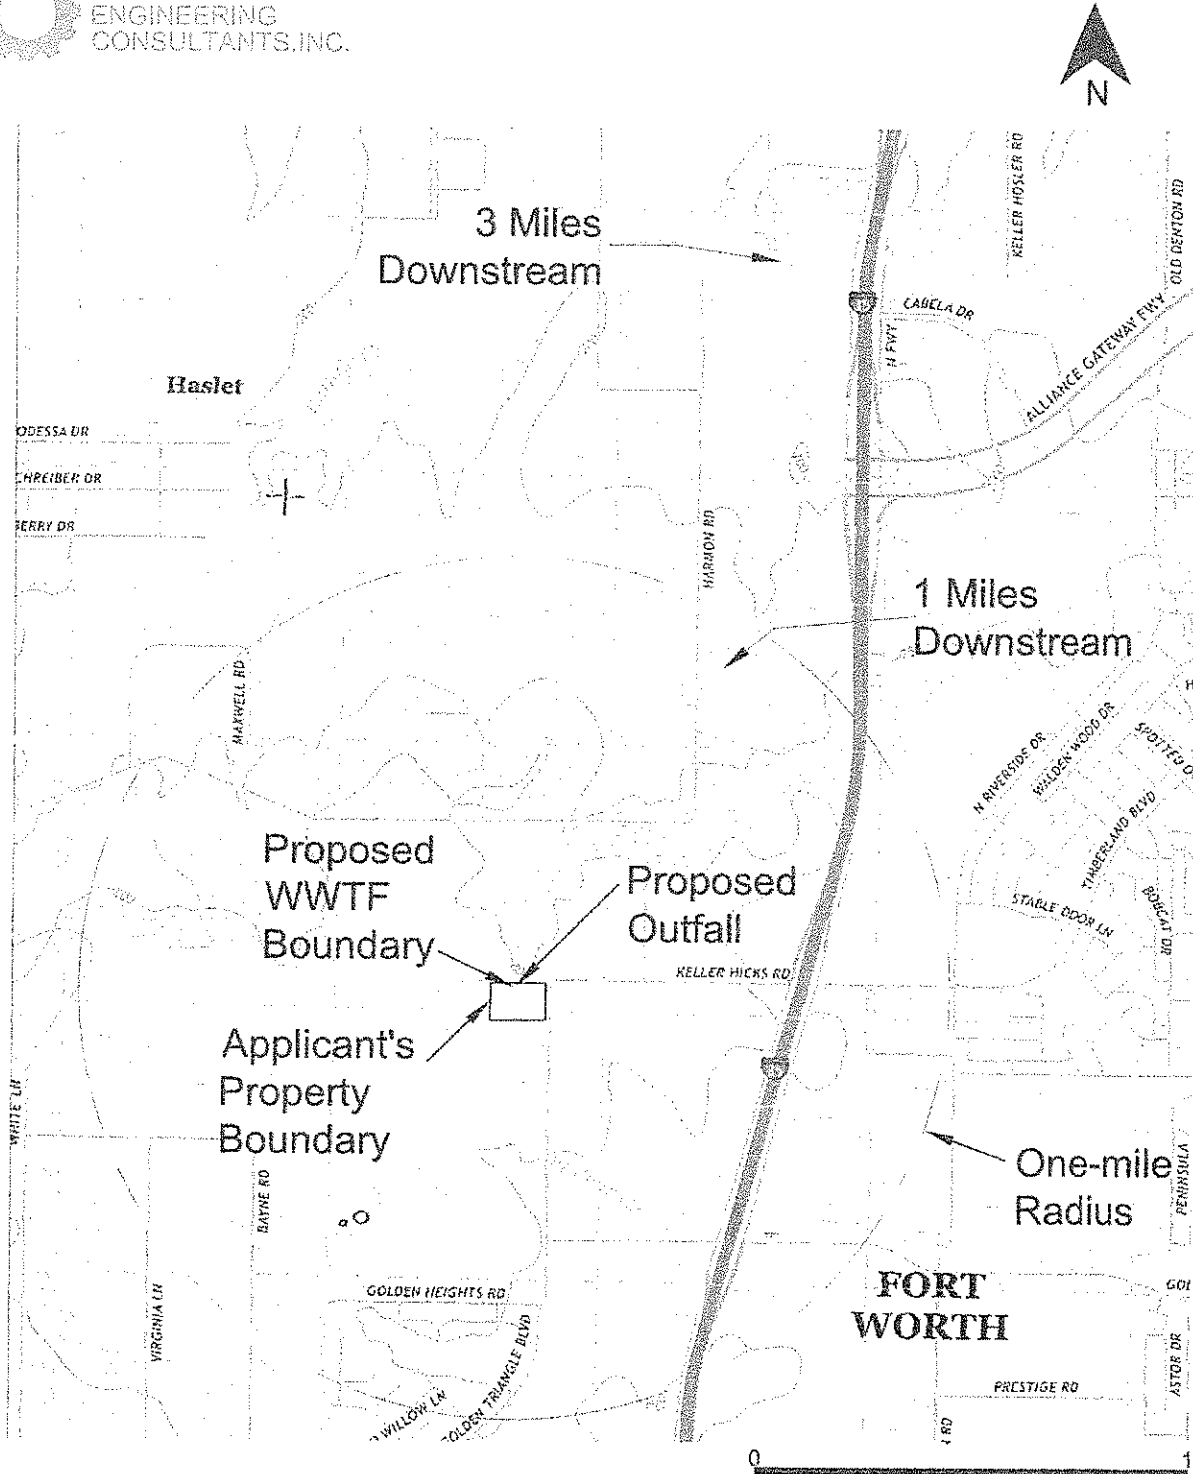 ENGINEERING
CONSULTANTS, INC.
N
KELLER HOSLER RD
OLD DENTON RD
3 Miles
Downstream
CABELA DR
N FWY
ALLIANCE GATEWAY FWY
Haslet
ODESSA DR
CHREIBER DR
BERRY DR
HARMON RD
1 Miles
Downstream
MAXWELL RD
N RIVERSIDE DR
WALDEN WOOD DR
SPOTTED
TIMBERLAND BLVD
BOBCAT DR
STABLE DOOR LN
Proposed
WWTF
Boundary
Proposed
Outfall
KELLER HICKS RD
Applicant's
Property
Boundary
WHITE LN
One-mile
Radius
PENINSULA
BAYNE RD
VIRGINIA LN
GOLDEN HEIGHTS RD
FORT
WORTH
GOL
WILLOW LN
GOLDEN TRIANGLE BLVD
PRESTIGE RD
ASTOR DR
RD
0
1